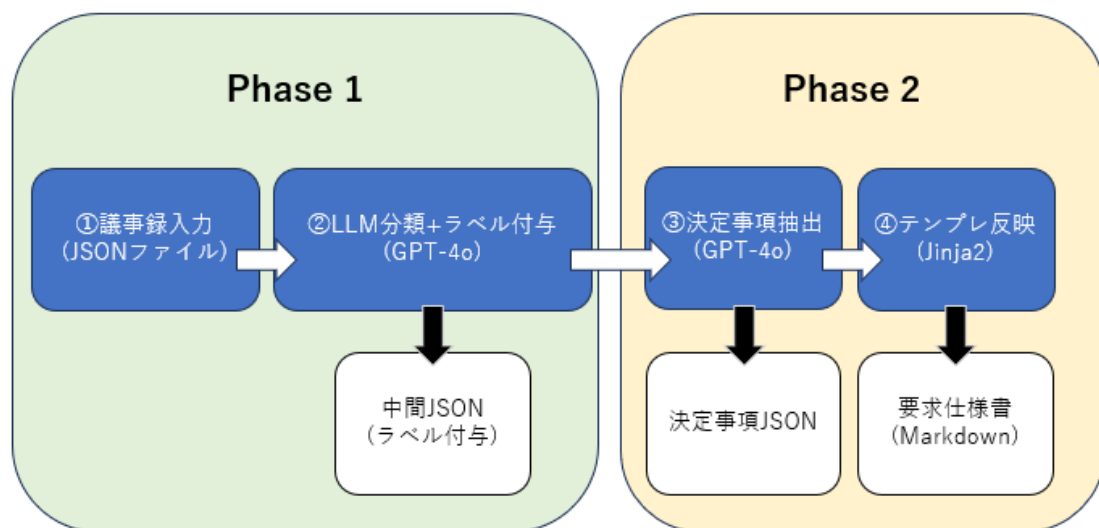 Phase 1
①議事録入力
(JSONファイル)
②LLM分類+ラベル付与
(GPT-4o)
中間JSON
(ラベル付与)
Phase 2
③決定事項抽出
(GPT-4o)
④テンプレ反映
(Jinja2)
決定事項JSON
要求仕様書
(Markdown)